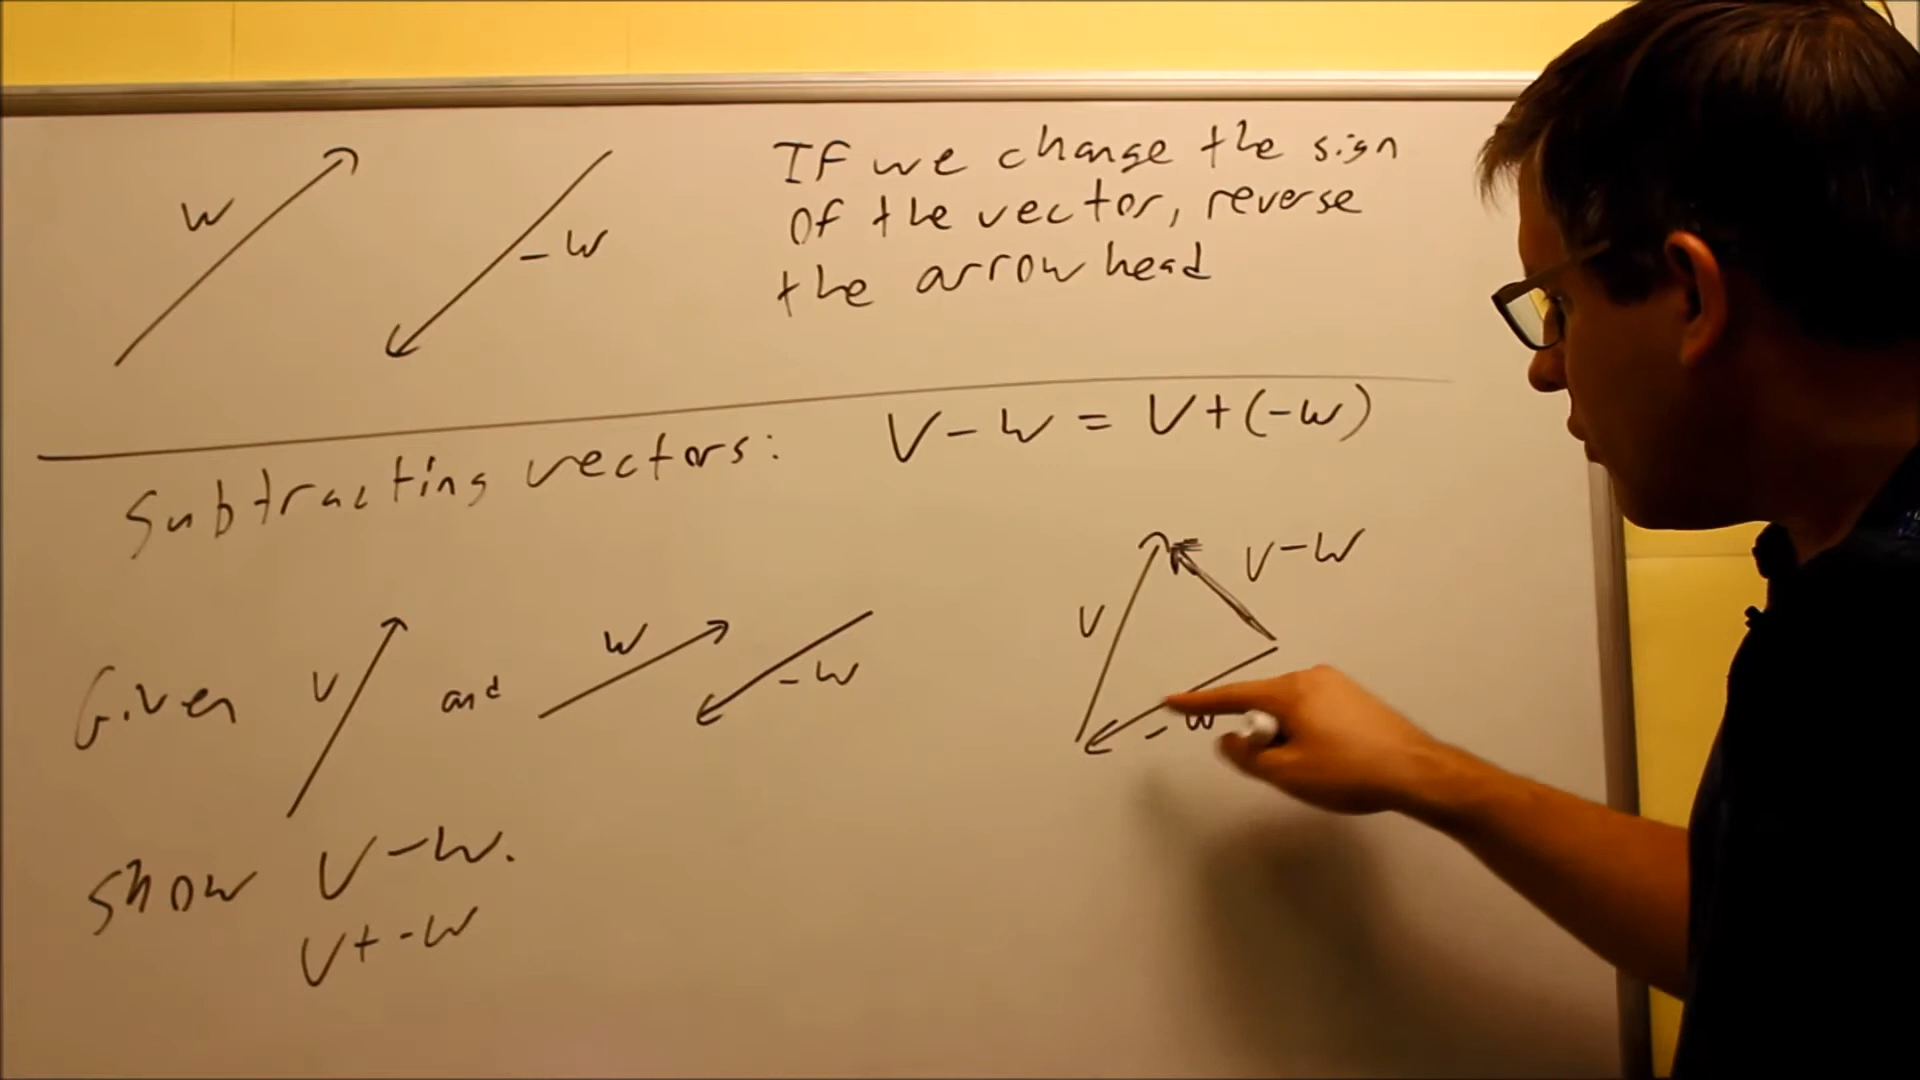 w
-w
If we change the sign
of the vector, reverse
the arrow head
Subtracting vectors: V-w = V+(-w)
Given v and w -w
show v-w.
v+-w
v
v-w
-w